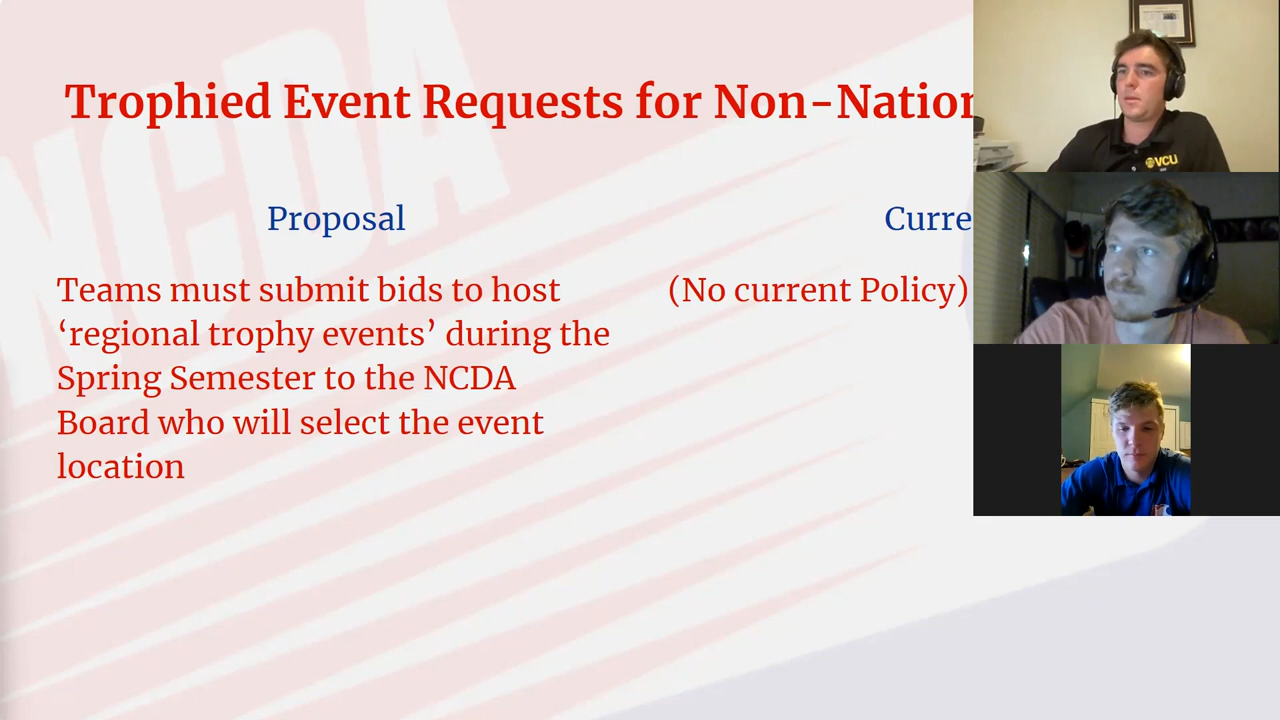 Trophied Event Requests for Non-Nation
Proposal
Curre
Teams must submit bids to host
‘regional trophy events’ during the
Spring Semester to the NCDA
Board who will select the event
location
(No current Policy)
VCU
NCDA